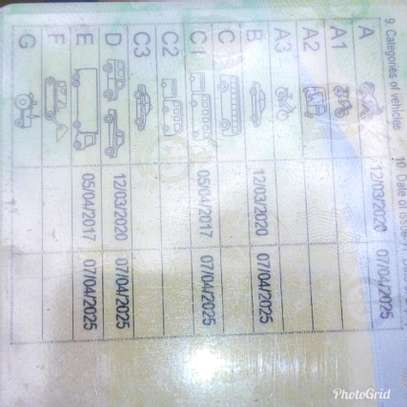 9. Categories of vehicles 10. Date of issue
A 12/03/2020 07/04/2025
A1
A2
A3
B 12/03/2020 07/04/2025
C
C1 05/04/2017 07/04/2025
C2
C3
D 12/03/2020 07/04/2025
E 05/04/2017 07/04/2025
F
G
PhotoGrid